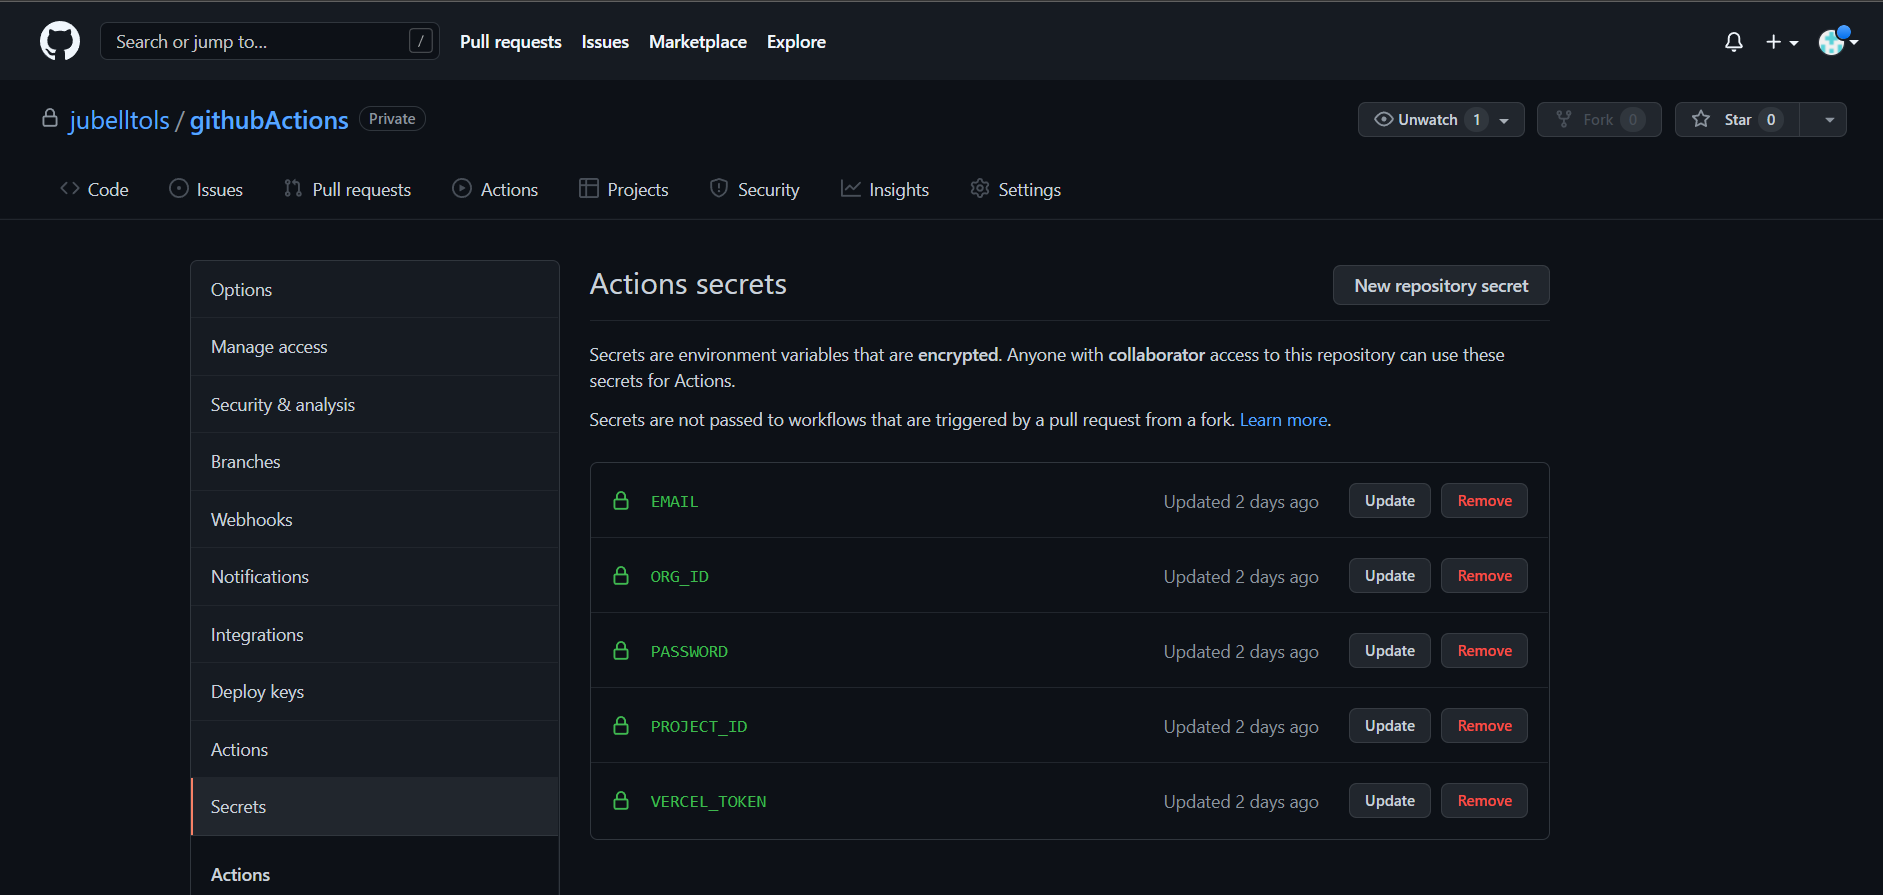 Search or jump to... /
Pull requests Issues Marketplace Explore
jubelltols / githubActions Private
Unwatch 1 Fork 0 Star 0
Code Issues Pull requests Actions Projects Security Insights Settings
Options
Manage access
Security & analysis
Branches
Webhooks
Notifications
Integrations
Deploy keys
Actions
Secrets
Actions
Actions secrets
New repository secret
Secrets are environment variables that are encrypted. Anyone with collaborator access to this repository can use these
secrets for Actions.
Secrets are not passed to workflows that are triggered by a pull request from a fork. Learn more.
EMAIL Updated 2 days ago Update Remove
ORG_ID Updated 2 days ago Update Remove
PASSWORD Updated 2 days ago Update Remove
PROJECT_ID Updated 2 days ago Update Remove
VERCEL_TOKEN Updated 2 days ago Update Remove